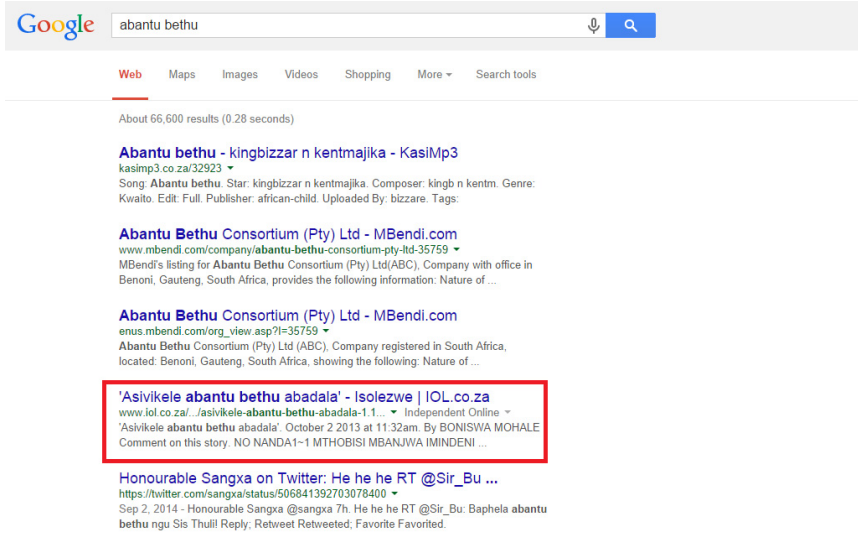 Google abantu bethu
Web Maps Images Videos Shopping More Search tools
About 66,600 results (0.28 seconds)
Abantu bethu - kingbizzar n kentmajika - KasiMp3
kasimp3.co.za/32923
Song: Abantu bethu. Star: kingbizzar n kentmajika. Composer: kingb n kentm. Genre:
Kwaito. Edit: Full. Publisher: african-child. Uploaded By: bizzare. Tags:
Abantu Bethu Consortium (Pty) Ltd - MBendi.com
www.mbendi.com/company/abantu-bethu-consortium-pty-ltd-35759
MBendi's listing for Abantu Bethu Consortium (Pty) Ltd(ABC), Company with office in
Benoni, Gauteng, South Africa, provides the following information: Nature of ...
Abantu Bethu Consortium (Pty) Ltd - MBendi.com
enus.mbendi.com/org_view.asp?I=35759
Abantu Bethu Consortium (Pty) Ltd (ABC), Company registered in South Africa,
located: Benoni, Gauteng, South Africa, showing the following: Nature of ...
'Asivikele abantu bethu abadala' - Isolezwe | IOL.co.za
www.iol.co.za/.../asivikele-abantu-bethu-abadala-1.1... Independent Online
'Asivikele abantu bethu abadala'. October 2 2013 at 11:32am. By BONISWA MOHALE
Comment on this story. NO NANDA1~1 MTHOBISI MBANJWA IMINDENI ...
Honourable Sangxa on Twitter: He he he RT @Sir_Bu ...
https://twitter.com/sangxa/status/506841392703078400
Sep 2, 2014 - Honourable Sangxa @sangxa 7h. He he he RT @Sir_Bu: Baphela abantu
bethu ngu Sis Thuli! Reply; Retweet Retweeted; Favorite Favorited.